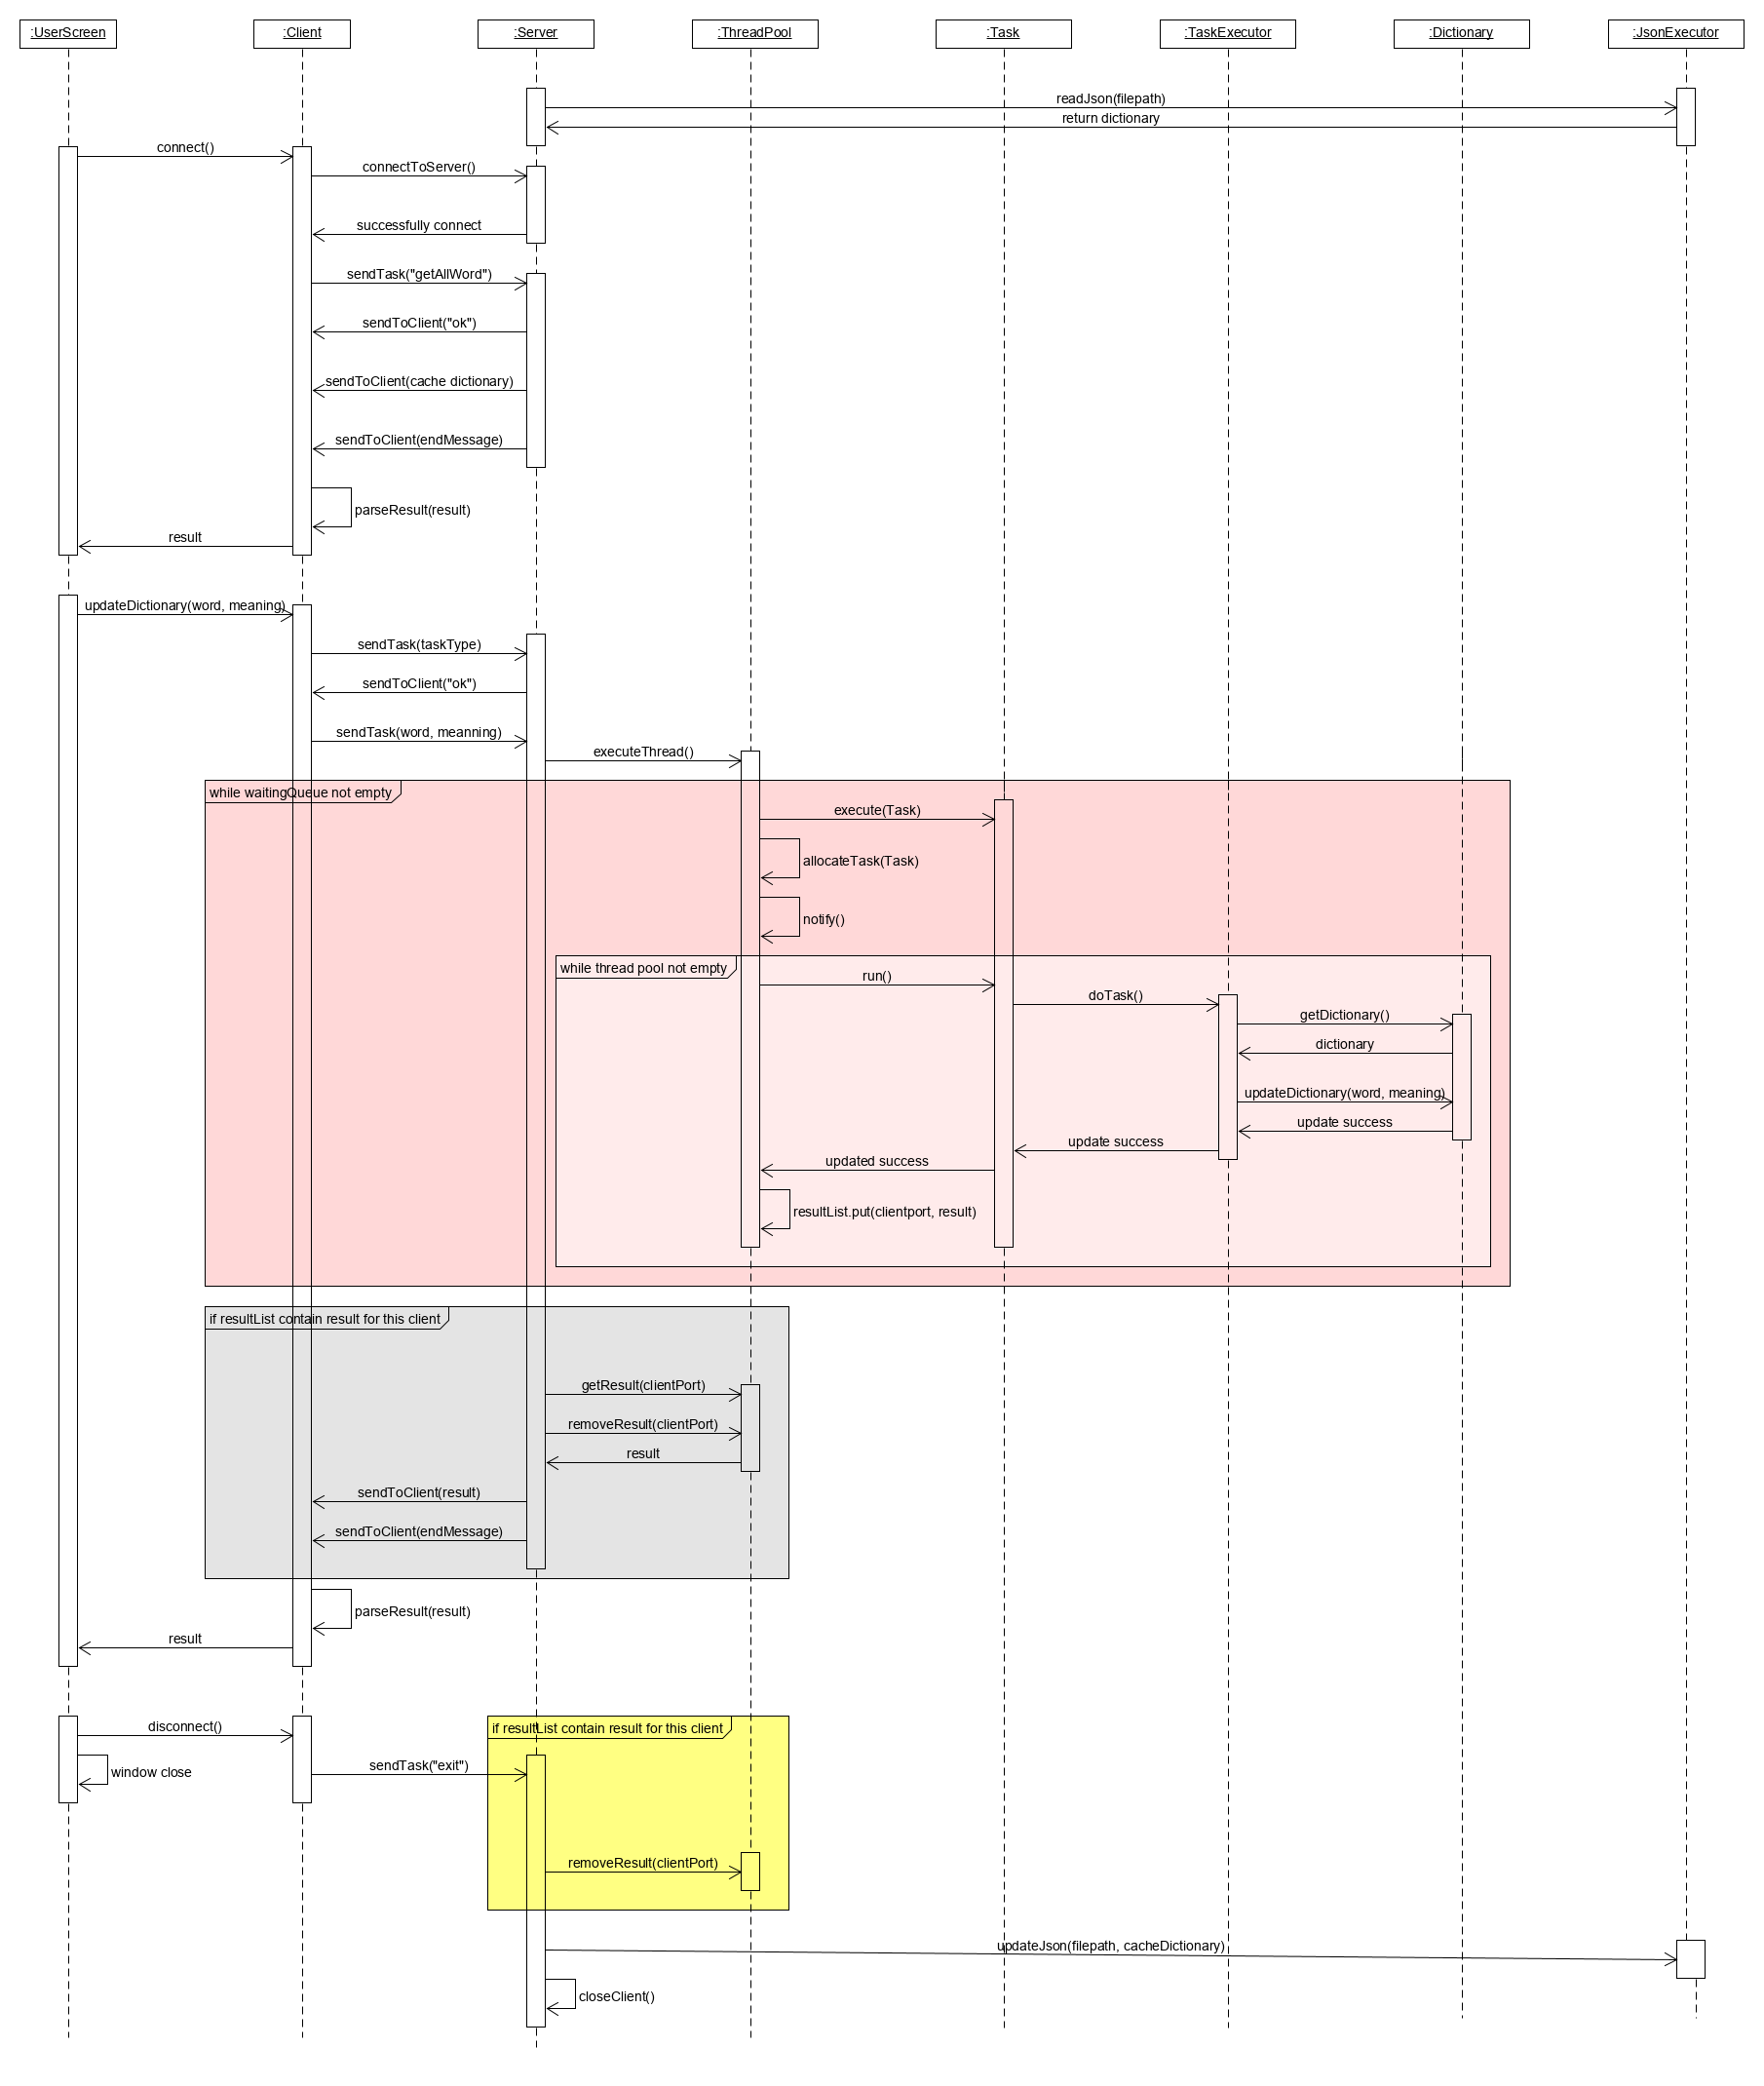 :UserScreen
:Client
:Server
:ThreadPool
:Task
:TaskExecutor
:Dictionary
:JsonExecutor
readJson(filepath)
return dictionary
connect()
connectToServer()
successfully connect
sendTask("getAllWord")
sendToClient("ok")
sendToClient(cache dictionary)
sendToClient(endMessage)
parseResult(result)
result
updateDictionary(word, meaning)
sendTask(taskType)
sendToClient("ok")
sendTask(word, meanning)
executeThread()
while waitingQueue not empty
execute(Task)
allocateTask(Task)
notify()
while thread pool not empty
run()
doTask()
getDictionary()
dictionary
updateDictionary(word, meaning)
update success
update success
updated success
resultList.put(clientport, result)
if resultList contain result for this client
getResult(clientPort)
removeResult(clientPort)
result
sendToClient(result)
sendToClient(endMessage)
parseResult(result)
result
disconnect()
if resultList contain result for this client
window close
sendTask("exit")
removeResult(clientPort)
updateJson(filepath, cacheDictionary)
closeClient()